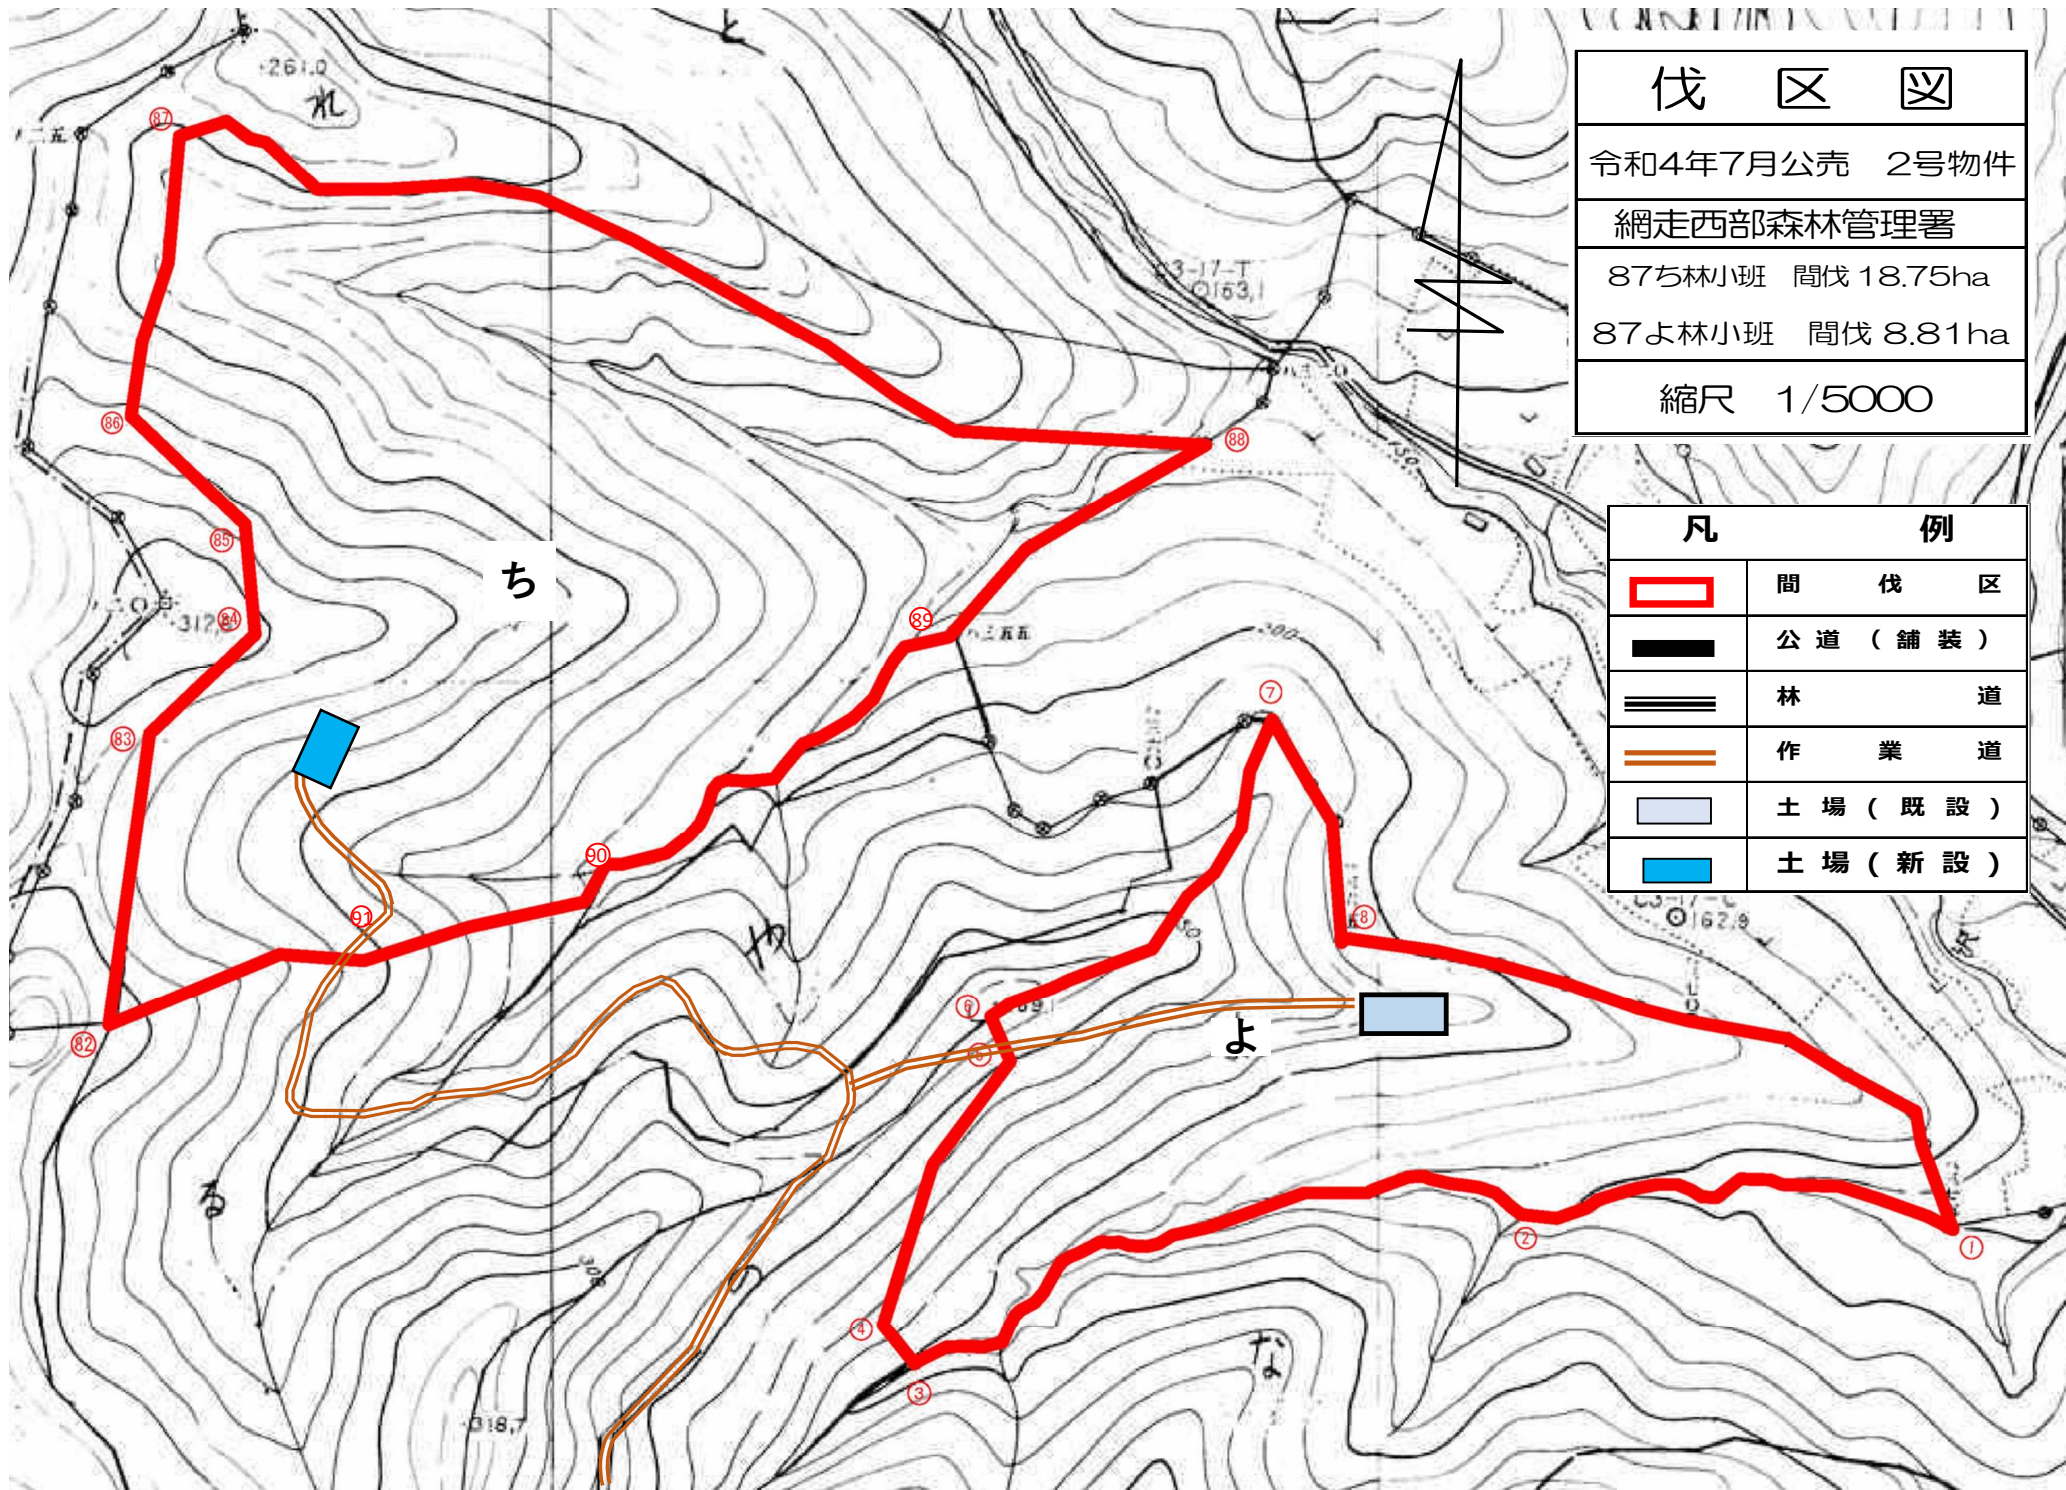 伐区図
令和4年7月公売　2号物件
網走西部森林管理署
87ち林小班　間伐 18.75ha
87よ林小班　間伐 8.81ha
縮尺　1/5000
凡例
間伐区
公道（舗装）
林道
作業道
土場(既設)
土場(新設)
261.0
87
C3-17-T
163.1
88
86
85
84
312.8
ち
83
89
300
7
90
91
8
162.9
82
6
5
よ
4
3
2
1
300
318.7
な